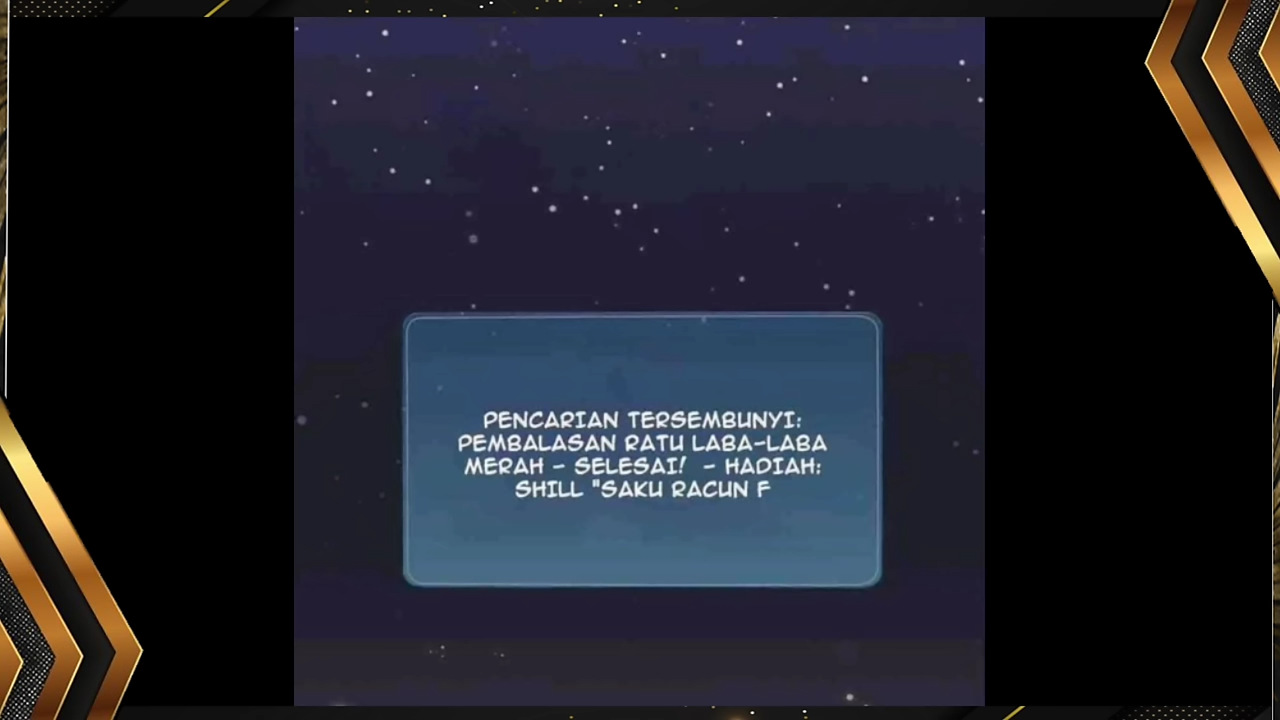 PENCARIAN TERSEMBUNYI:
PEMBALASAN RATU LABA-LABA
MERAH - SELESAI! - HADIAH:
SHILL "SAKU RACUN F